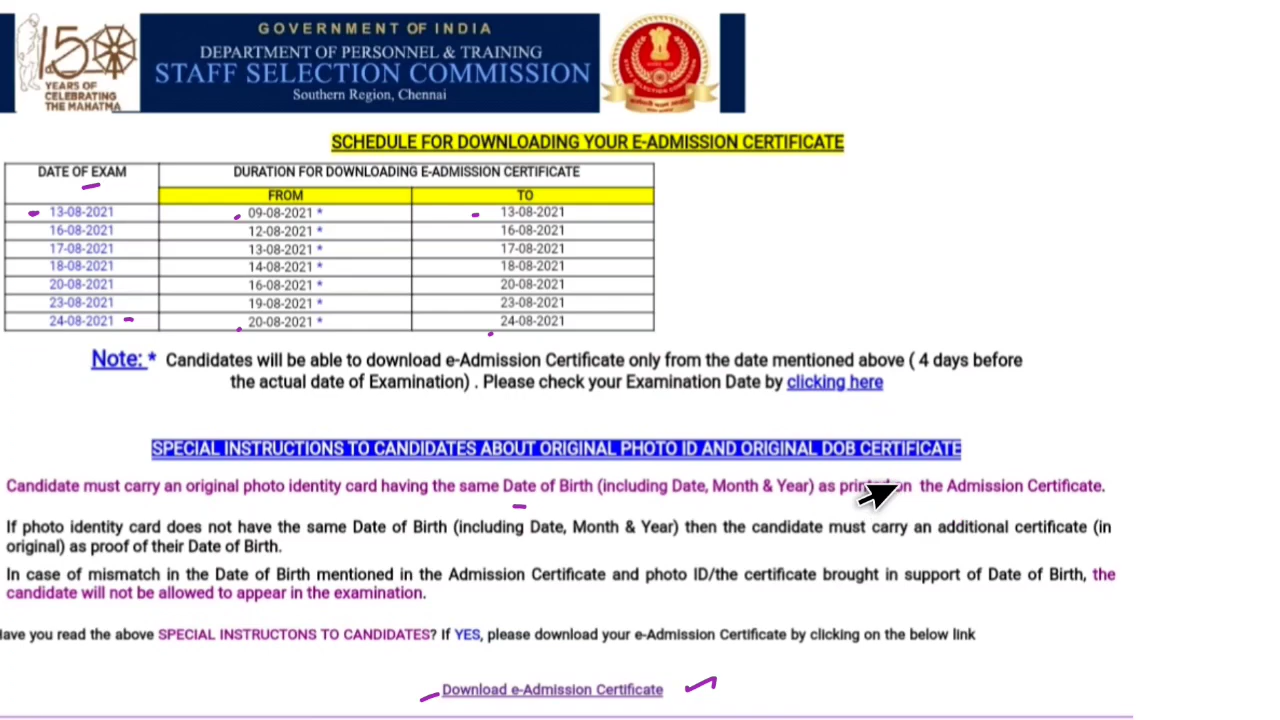 GOVERNMENT OF INDIA
DEPARTMENT OF PERSONNEL & TRAINING
STAFF SELECTION COMMISSION
Southern Region, Chennai
150
YEARS OF
CELEBRATING
THE MAHATMA
SCHEDULE FOR DOWNLOADING YOUR E-ADMISSION CERTIFICATE
DATE OF EXAM DURATION FOR DOWNLOADING E-ADMISSION CERTIFICATE
FROM TO
13-08-2021 09-08-2021 * 13-08-2021
16-08-2021 12-08-2021 * 16-08-2021
17-08-2021 13-08-2021 * 17-08-2021
18-08-2021 14-08-2021 * 18-08-2021
20-08-2021 16-08-2021 * 20-08-2021
23-08-2021 19-08-2021 * 23-08-2021
24-08-2021 20-08-2021 * 24-08-2021
Note: * Candidates will be able to download e-Admission Certificate only from the date mentioned above ( 4 days before
the actual date of Examination) . Please check your Examination Date by clicking here
SPECIAL INSTRUCTIONS TO CANDIDATES ABOUT ORIGINAL PHOTO ID AND ORIGINAL DOB CERTIFICATE
Candidate must carry an original photo identity card having the same Date of Birth (including Date, Month & Year) as printed on the Admission Certificate.
If photo identity card does not have the same Date of Birth (including Date, Month & Year) then the candidate must carry an additional certificate (in
original) as proof of their Date of Birth.
In case of mismatch in the Date of Birth mentioned in the Admission Certificate and photo ID/the certificate brought in support of Date of Birth, the
candidate will not be allowed to appear in the examination.
ave you read the above SPECIAL INSTRUCTONS TO CANDIDATES? If YES, please download your e-Admission Certificate by clicking on the below link
Download e-Admission Certificate